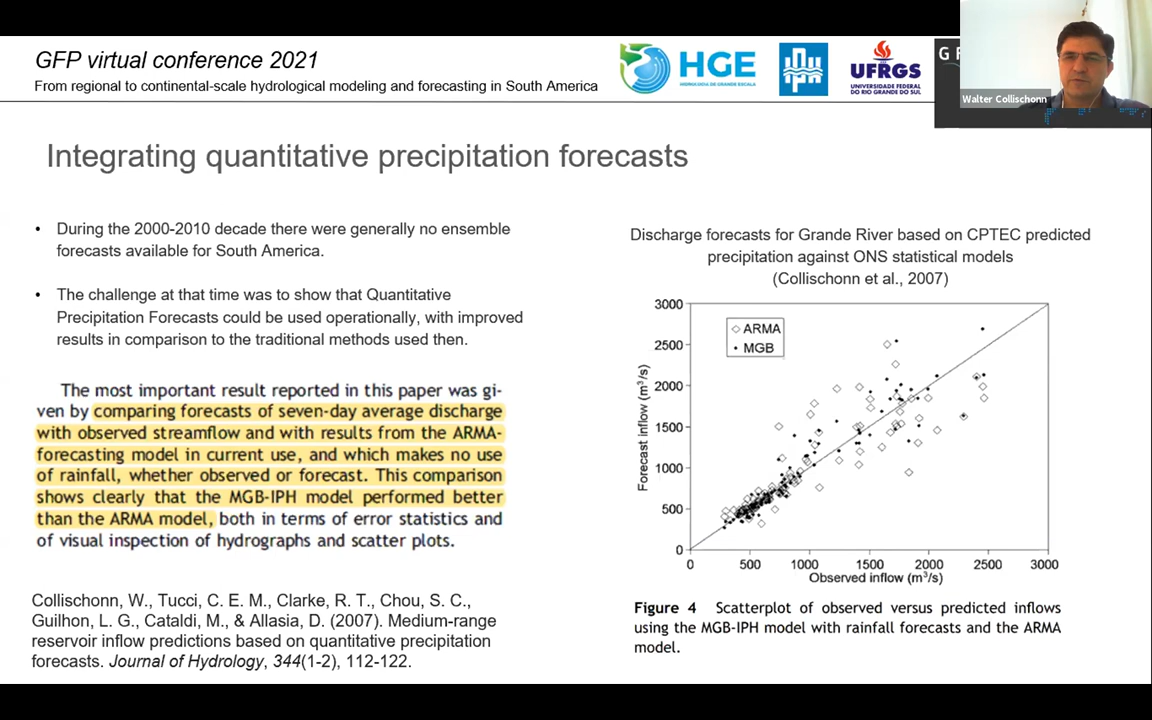 GFP virtual conference 2021
From regional to continental-scale hydrological modeling and forecasting in South America
HGE
HIDROLOGIA DE GRANDE ESCALA
UFRGS
UNIVERSIDADE FEDERAL
DO RIO GRANDE DO SUL
G
Walter Collischonn
Integrating quantitative precipitation forecasts
• During the 2000-2010 decade there were generally no ensemble
forecasts available for South America.
• The challenge at that time was to show that Quantitative
Precipitation Forecasts could be used operationally, with improved
results in comparison to the traditional methods used then.
The most important result reported in this paper was gi-
ven by comparing forecasts of seven-day average discharge
with observed streamflow and with results from the ARMA-
forecasting model in current use, and which makes no use
of rainfall, whether observed or forecast. This comparison
shows clearly that the MGB-IPH model performed better
than the ARMA model, both in terms of error statistics and
of visual inspection of hydrographs and scatter plots.
Collischonn, W., Tucci, C. E. M., Clarke, R. T., Chou, S. C.,
Guilhon, L. G., Cataldi, M., & Allasia, D. (2007). Medium-range
reservoir inflow predictions based on quantitative precipitation
forecasts. Journal of Hydrology, 344(1-2), 112-122.
Discharge forecasts for Grande River based on CPTEC predicted
precipitation against ONS statistical models
(Collischonn et al., 2007)
3000
2500
2000
1500
1000
500
0
Forecast inflow (m³/s)
ARMA
MGB
0 500 1000 1500 2000 2500 3000
Observed inflow (m³/s)
Figure 4 Scatterplot of observed versus predicted inflows
using the MGB-IPH model with rainfall forecasts and the ARMA
model.